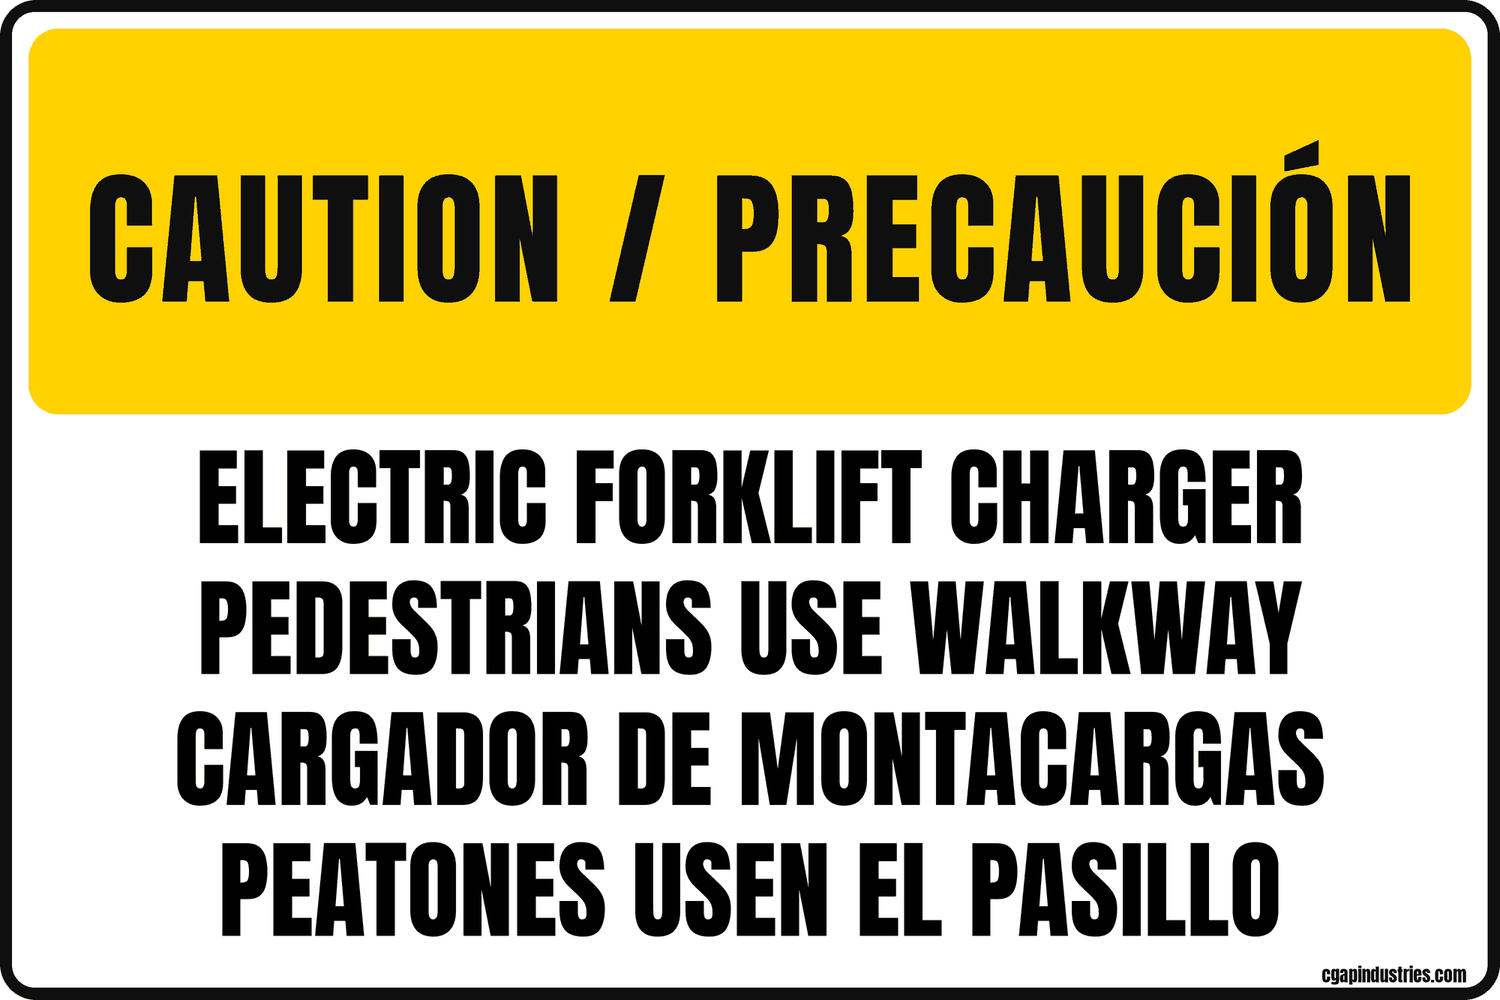 CAUTION / PRECAUCIÓN
ELECTRIC FORKLIFT CHARGER
PEDESTRIANS USE WALKWAY
CARGADOR DE MONTACARGAS
PEATONES USEN EL PASILLO
cgapindustries.com